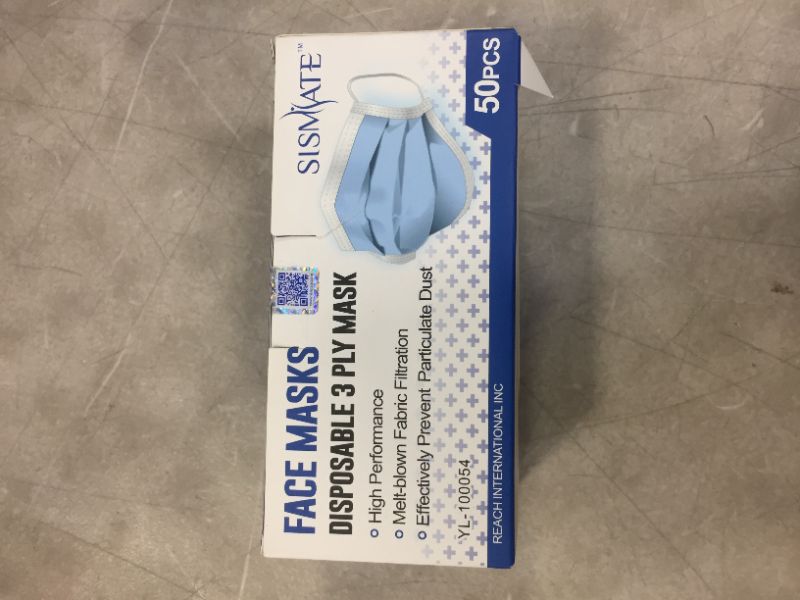 SISMATE™
50PCS
FACE MASKS
DISPOSABLE 3 PLY MASK
High Performance
Melt-blown Fabric Filtration
Effectively Prevent Particulate Dust
YL-100054
REACH INTERNATIONAL INC